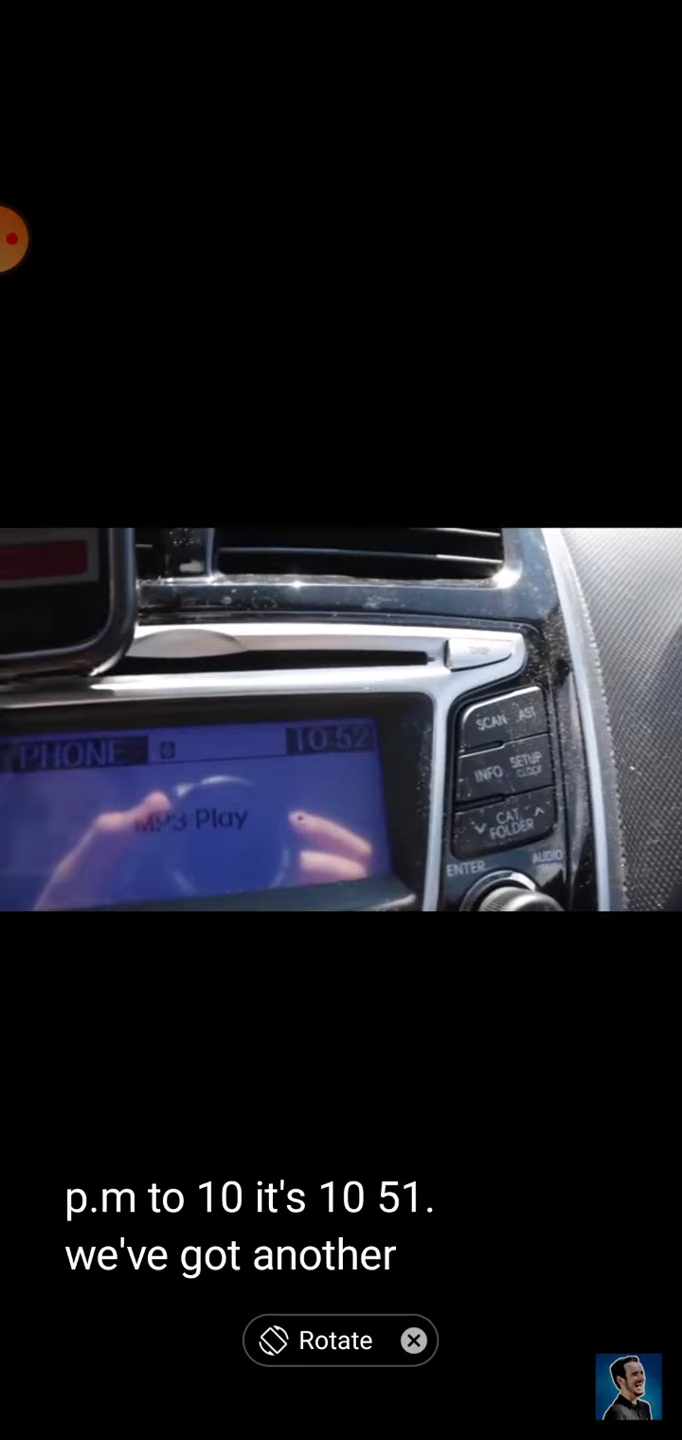 PHONE 10:52
MP3 Play
SCAN AST
INFO SETUP
CLOCK
CAT
FOLDER
ENTER AUDIO
p.m to 10 it's 10 51.
we've got another
Rotate